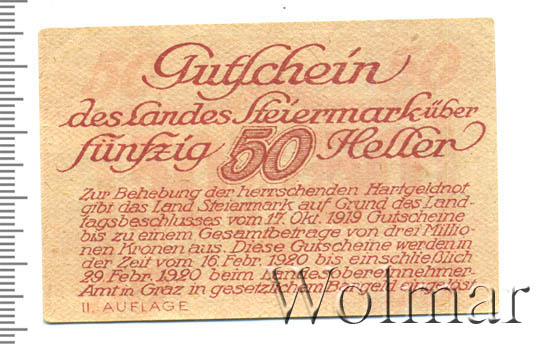 Gutschein
des Landes Steiermark über
fünfzig 50 Heller
Zur Behebung der herrschenden Hartgeldnot
gibt das Land Steiermark auf Grund des Land-
tagsbeschlusses vom 17. Okt. 1919 Gutscheine
bis zu einem Gesamtbetrage von drei Millio-
nen Kronen aus. Diese Gutscheine werden in
der Zeit vom 16. Febr. 1920 bis einschließlich
29. Febr. 1920 beim Landesobereinnehmer-
Amt in Graz in gesetzlichem Bargeld eingelöst.
II. AUFLAGE
Wolmar